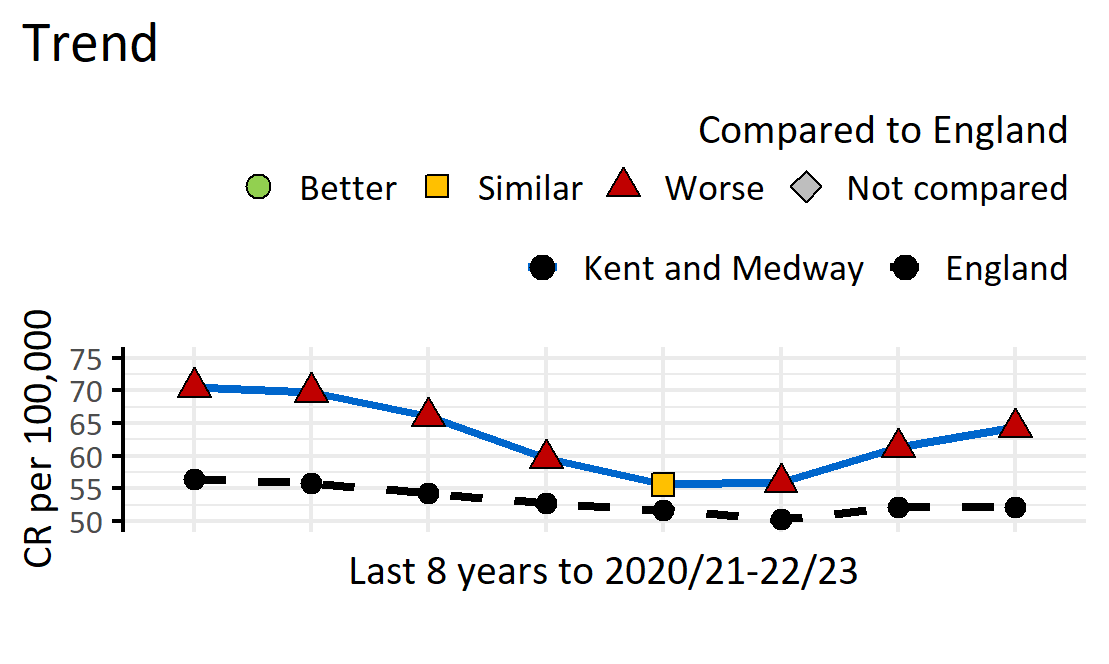 Trend
Compared to England
Better Similar Worse Not compared
Kent and Medway England
CR per 100,000
75
70
65
60
55
50
Last 8 years to 2020/21-22/23